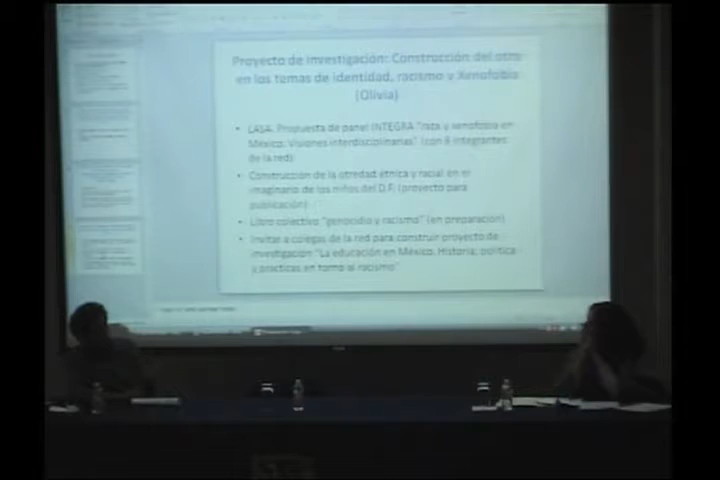 Proyecto de investigación: Construcción del otro
en los temas de identidad, racismo y Xenofobia
(Olivia)
• LASA. Propuesta de panel INTEGRA "raza y xenofobia en
México. Visiones interdisciplinarias" (con 8 integrantes
de la red)
• Construcción de la otredad étnica y racial en el
imaginario de los niños del D.F. (proyecto para
publicación)
• Libro colectivo "genocidio y racismo" (en preparación)
• Invitar a colegas de la red para construir proyecto de
investigación "La educación en México. Historia, política
y practicas en torno al racismo"